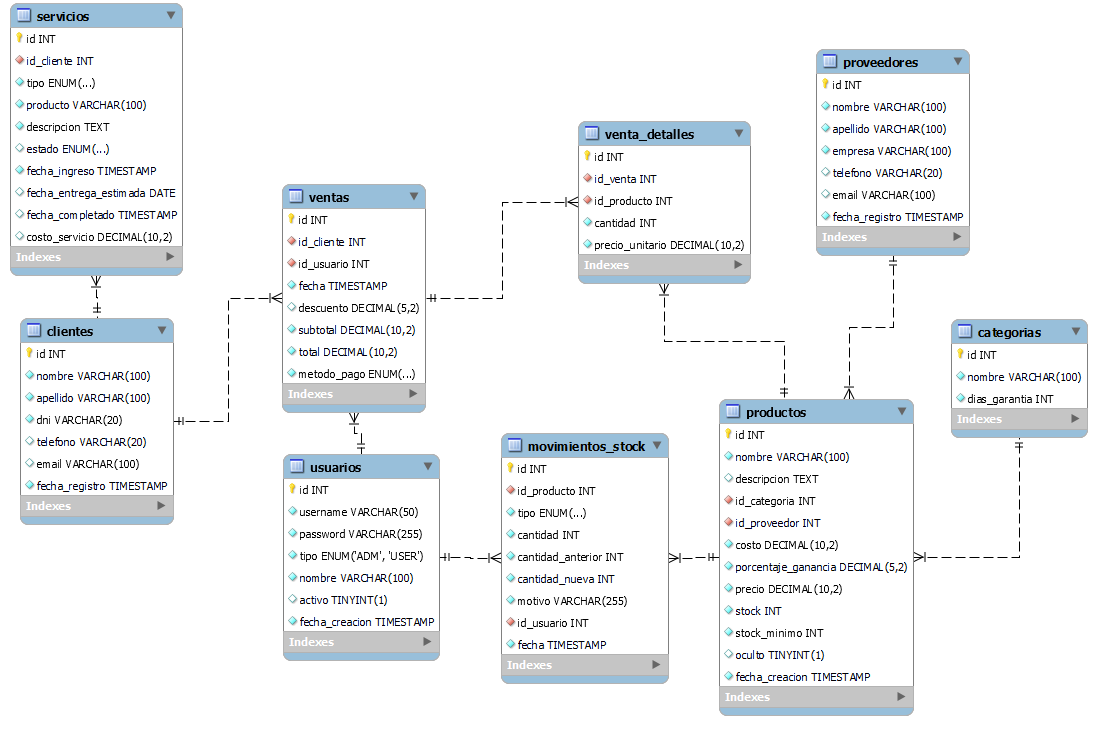 servicios
id INT
id_cliente INT
tipo ENUM(...)
producto VARCHAR(100)
descripcion TEXT
estado ENUM(...)
fecha_ingreso TIMESTAMP
fecha_entrega_estimada DATE
fecha_completado TIMESTAMP
costo_servicio DECIMAL(10,2)
Indexes
clientes
id INT
nombre VARCHAR(100)
apellido VARCHAR(100)
dni VARCHAR(20)
telefono VARCHAR(20)
email VARCHAR(100)
fecha_registro TIMESTAMP
Indexes
ventas
id INT
id_cliente INT
id_usuario INT
fecha TIMESTAMP
descuento DECIMAL(5,2)
subtotal DECIMAL(10,2)
total DECIMAL(10,2)
metodo_pago ENUM(...)
Indexes
usuarios
id INT
username VARCHAR(50)
password VARCHAR(255)
tipo ENUM('ADM', 'USER')
nombre VARCHAR(100)
activo TINYINT(1)
fecha_creacion TIMESTAMP
Indexes
venta_detalles
id INT
id_venta INT
id_producto INT
cantidad INT
precio_unitario DECIMAL(10,2)
Indexes
movimientos_stock
id INT
id_producto INT
tipo ENUM(...)
cantidad INT
cantidad_anterior INT
cantidad_nueva INT
motivo VARCHAR(255)
id_usuario INT
fecha TIMESTAMP
Indexes
proveedores
id INT
nombre VARCHAR(100)
apellido VARCHAR(100)
empresa VARCHAR(100)
telefono VARCHAR(20)
email VARCHAR(100)
fecha_registro TIMESTAMP
Indexes
productos
id INT
nombre VARCHAR(100)
descripcion TEXT
id_categoria INT
id_proveedor INT
costo DECIMAL(10,2)
porcentaje_ganancia DECIMAL(5,2)
precio DECIMAL(10,2)
stock INT
stock_minimo INT
oculto TINYINT(1)
fecha_creacion TIMESTAMP
Indexes
categorias
id INT
nombre VARCHAR(100)
dias_garantia INT
Indexes